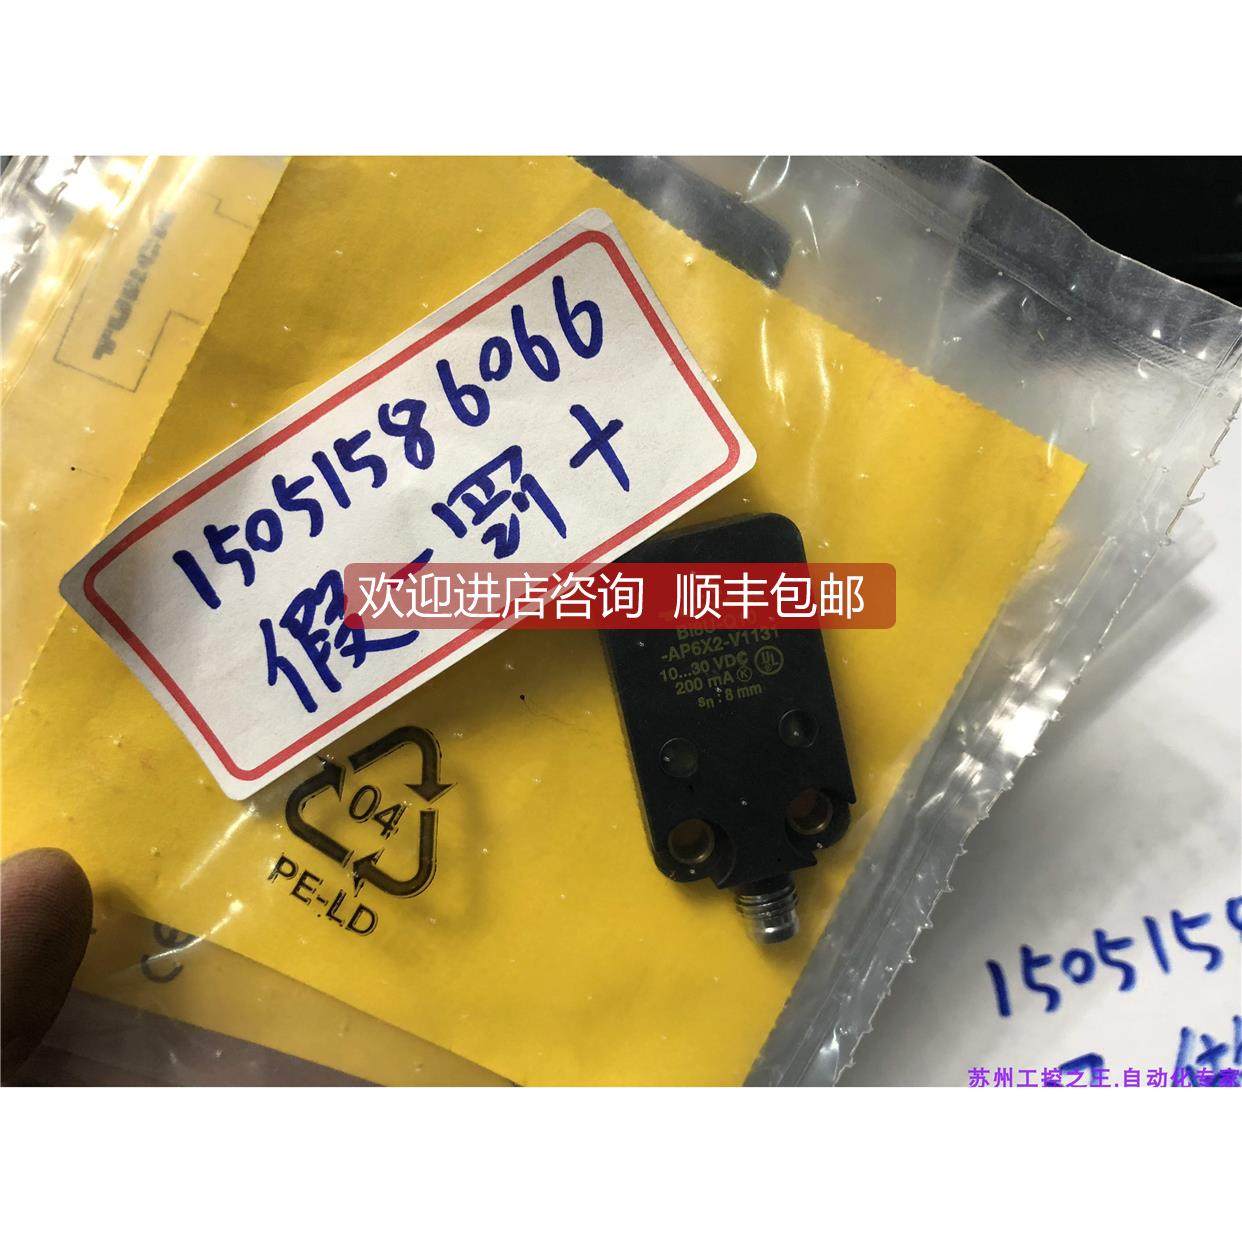 15051586066
假一罚十
欢迎进店咨询 顺丰包邮
-AP6X2-V1131
10...30 VDC
200 mA
sn : 8 mm
UL
04
PE-LD
苏州工控之王.自动化专家